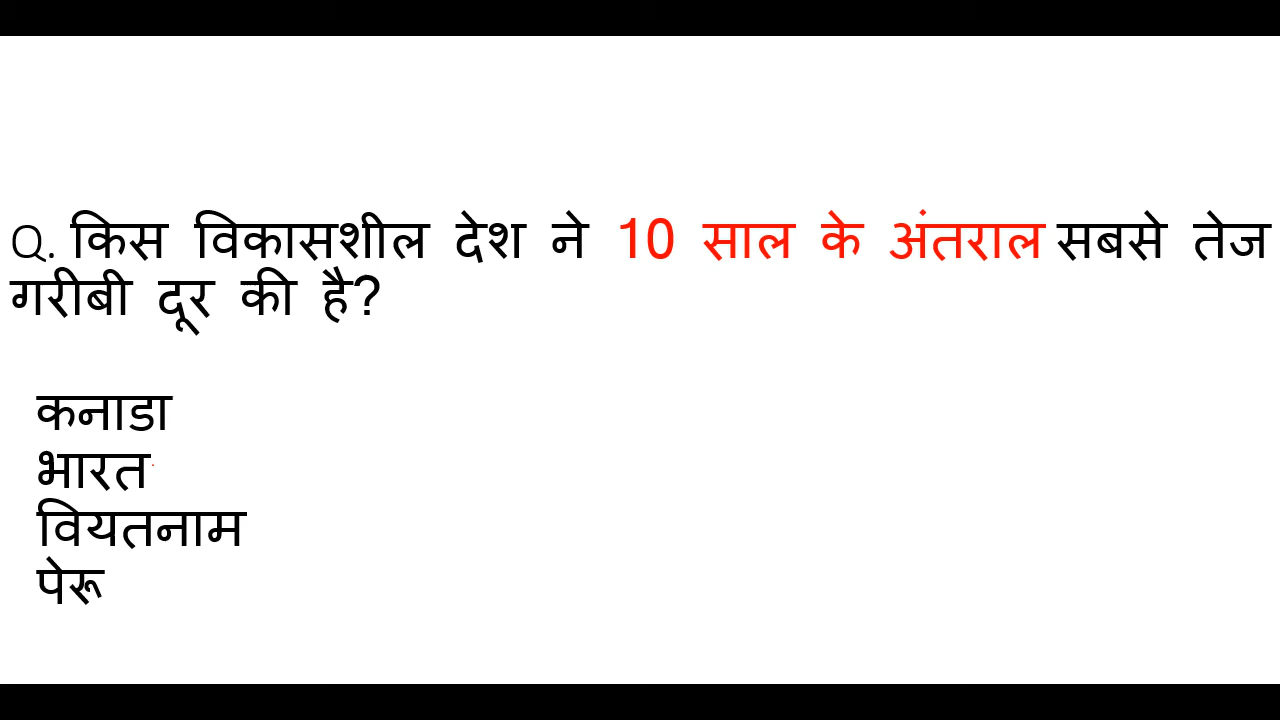 Q. किस विकासशील देश ने 10 साल के अंतराल सबसे तेज
गरीबी दूर की है?
कनाडा
भारत
वियतनाम
पेरू